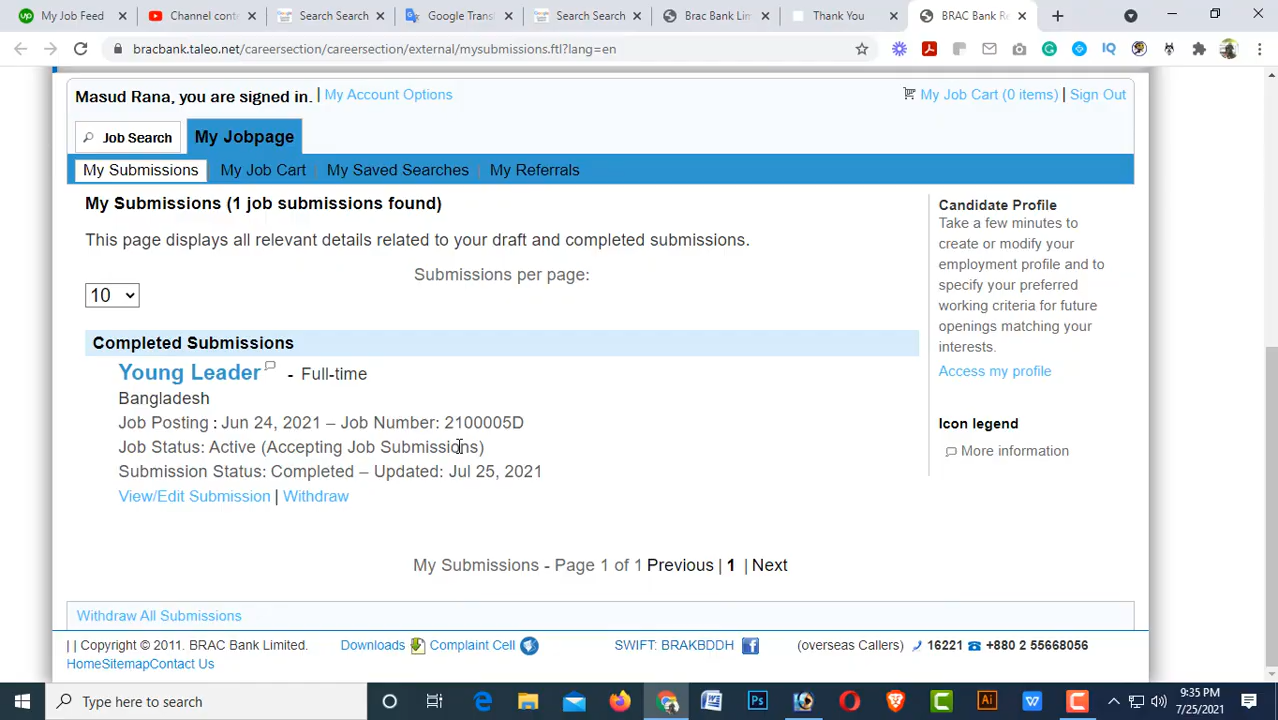 My Job Feed
Channel cont
Search Search
Google Trans
Search Search
Brac Bank Lim
Thank You
BRAC Bank Re
bracbank.taleo.net/careersection/careersection/external/mysubmissions.ftl?lang=en
IQ
Masud Rana, you are signed in. | My Account Options
My Job Cart (0 items) | Sign Out
Job Search
My Jobpage
My Submissions
My Job Cart
My Saved Searches
My Referrals
My Submissions (1 job submissions found)
This page displays all relevant details related to your draft and completed submissions.
Submissions per page:
10
Completed Submissions
Young Leader - Full-time
Bangladesh
Job Posting : Jun 24, 2021 – Job Number: 2100005D
Job Status: Active (Accepting Job Submissions)
Submission Status: Completed – Updated: Jul 25, 2021
View/Edit Submission | Withdraw
My Submissions - Page 1 of 1 Previous | 1 | Next
Withdraw All Submissions
Candidate Profile
Take a few minutes to
create or modify your
employment profile and to
specify your preferred
working criteria for future
openings matching your
interests.
Access my profile
Icon legend
More information
| | Copyright © 2011. BRAC Bank Limited.
Downloads
Complaint Cell
SWIFT: BRAKBDDH
(overseas Callers)
16221
+880 2 55668056
HomeSitemapContact Us
Type here to search
9:35 PM
7/25/2021